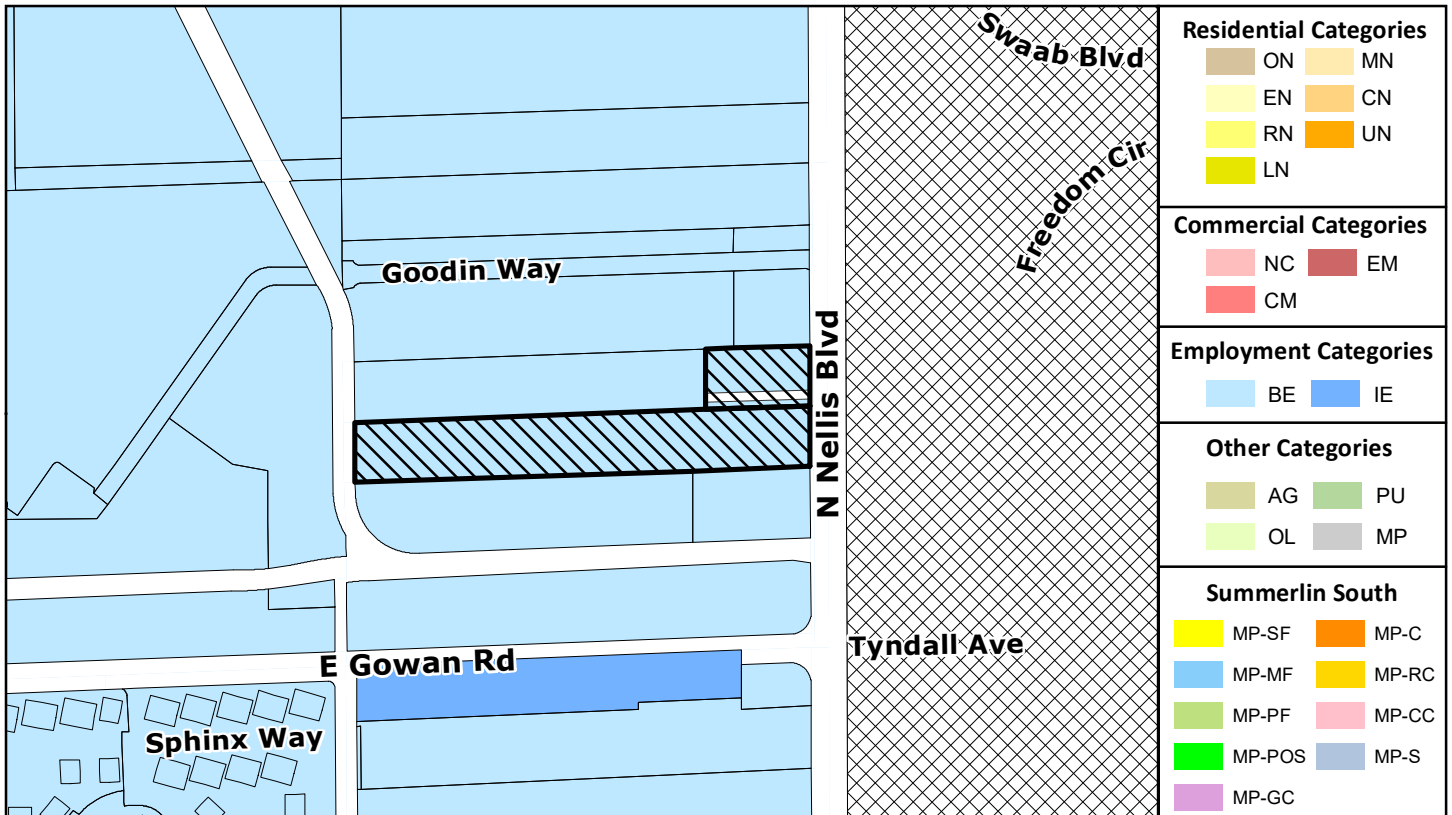 Swaab Blvd
Freedom Cir
Goodin Way
N Nellis Blvd
Tyndall Ave
E Gowan Rd
Sphinx Way
Residential Categories
ON MN
EN CN
RN UN
LN
Commercial Categories
NC EM
CM
Employment Categories
BE IE
Other Categories
AG PU
OL MP
Summerlin South
MP-SF MP-C
MP-MF MP-RC
MP-PF MP-CC
MP-POS MP-S
MP-GC